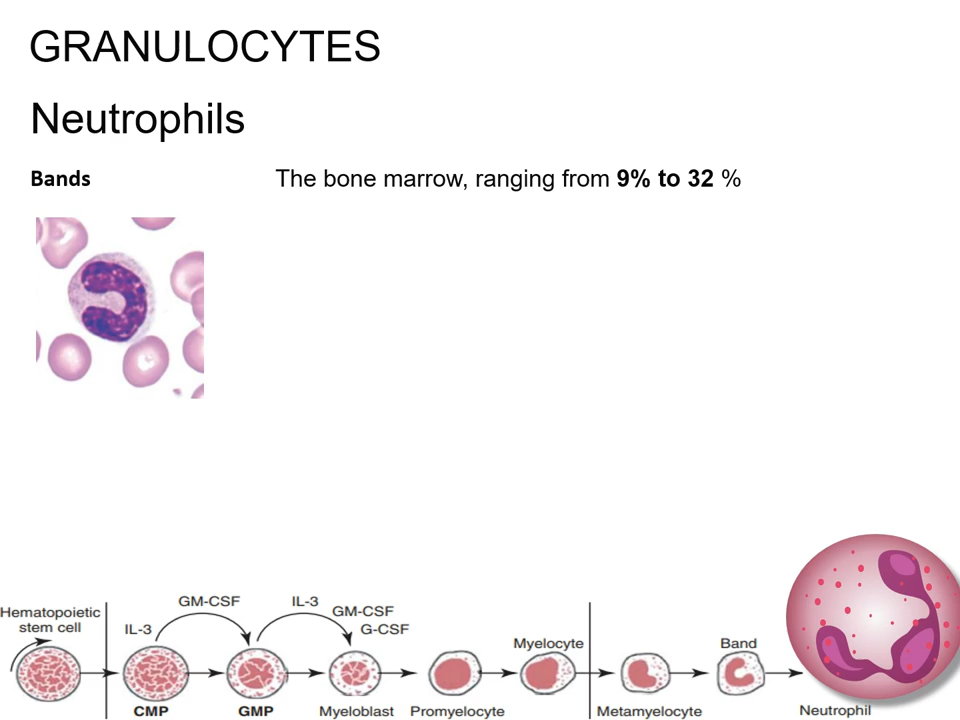 GRANULOCYTES
Neutrophils
Bands
The bone marrow, ranging from 9% to 32 %
Hematopoietic
stem cell
IL-3
GM-CSF
IL-3
GM-CSF
G-CSF
Myelocyte
Band
CMP
GMP
Myeloblast
Promyelocyte
Metamyelocyte
Neutrophil